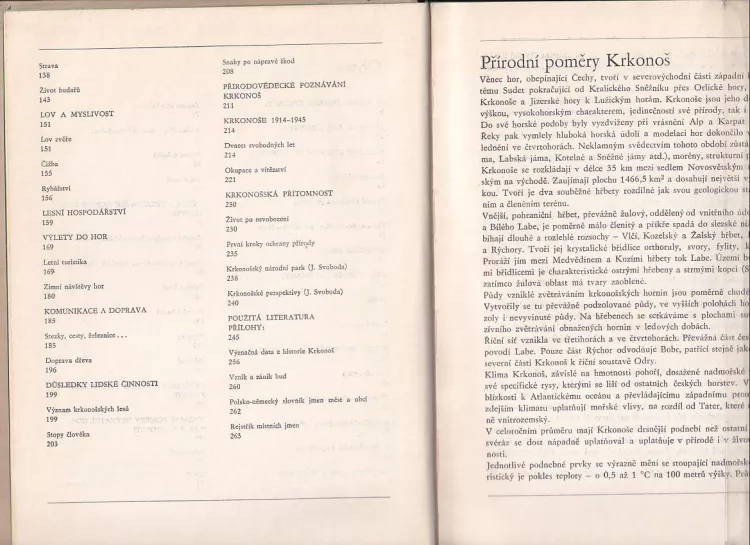 Strava
138
Život budařů
143
LOV A MYSLIVOST
151
Lov zvěře
151
Čižba
155
Rybářství
156
LESNÍ HOSPODÁŘSTVÍ
159
VÝLETY DO HOR
169
Letní turistika
169
Zimní návštěvy hor
180
KOMUNIKACE A DOPRAVA
185
Stezky, cesty, železnice...
185
Doprava dřeva
196
DŮSLEDKY LIDSKÉ ČINNOSTI
199
Význam krkonošských lesů
199
Stopy člověka
203
Snahy po nápravě škod
208
PŘÍRODOVĚDECKÉ POZNÁVÁNÍ
KRKONOŠ
211
KRKONOŠE 1914-1945
214
Dvacet svobodných let
214
Okupace a vítězství
221
KRKONOŠSKÁ PŘÍTOMNOST
230
Život po osvobození
230
První kroky ochrany přírody
235
Krkonošský národní park (J. Svoboda)
238
Krkonošské perspektivy (J. Svoboda)
240
POUŽITÁ LITERATURA
PŘÍLOHY:
245
Význačná data z historie Krkonoš
256
Vznik a zánik bud
260
Polsko-německý slovník jmen měst a obcí
262
Rejstřík místních jmen
263
Přírodní poměry Krkonoš
Věnec hor, obepínající Čechy, tvoří v severovýchodní části západní
tému Sudet pokračující od Kralického Sněžníku přes Orlické hory,
Krkonoše a Jizerské hory k Lužickým horám. Krkonoše jsou jeho
výškou, vysokohorským charakterem, jedinečností své přírody, tak i
Do své horské podoby byly vyzdviženy při vrásnění Alp a Karpat
Řeky pak vymlely hluboká horská údolí a modelaci hor dokončilo
lednění ve čtvrtohorách. Neklamným svědectvím tohoto období
ma, Labská jáma, Kotelné a Sněžné jámy atd.), morény, strukturní
Krkonoše se rozkládají v délce 35 km mezi sedlem Novosvětským
ským na východě. Zaujímají plochu 1466,5 km² a dosahují největší
kou. Tvoří je dva souběžné hřbety rozdílné jak svou geologickou
ním a členěním terénu.
Vnější, pohraniční hřbet, převážně žulový, oddělený od vnitřního
a Bílého Labe, je poměrně málo členitý a příkře spadá do slezské
bíhají dlouhé a rozlehlé rozsochy – Vlčí, Kozelský a Žalský hřbet,
a Rýchory. Tvoří jej krystalické břidlice ortoruly, svory, fylity,
Proráží jím mezi Medvědínem a Kozími hřbety tok Labe. Území
mi břidlicemi je charakteristické ostrými hřebeny a strmými kopci
zatímco žulová oblast má tvary zaoblené.
Půdy vzniklé zvětráváním krkonošských hornin jsou poměrně chudé
Vytvořily se tu převážně podzolované půdy, ve vyšších polohách
zoly i nevyvinuté půdy. Na hřebenech se setkáváme s plochami
zívního zvětrávání obnažených hornin v ledových dobách.
Říční síť vznikla ve třetihorách a ve čtvrtohorách. Převážná část
povodí Labe. Pouze část Rýchor odvodňuje Bobr, patřící stejně
severní části Krkonoš k říční soustavě Odry.
Klima Krkonoš, závislé na hmotnosti pohoří, dosažené nadmořské
své specifické rysy, kterými se liší od ostatních českých horstev.
blízkosti k Atlantickému oceánu a převládajícímu západnímu
zdejším klimatu uplatňují mořské vlivy, na rozdíl od Tater, které
ně vnitrozemský.
V celoročním průměru mají Krkonoše drsnější podnebí než ostatní
svéráz se dost nápadně uplatňoval a uplatňuje v přírodě i v
nosti.
Jednotlivé podnebné prvky se výrazně mění se stoupající
ristický je pokles teploty – o 0,5 až 1 °C na 100 metrů výšky.